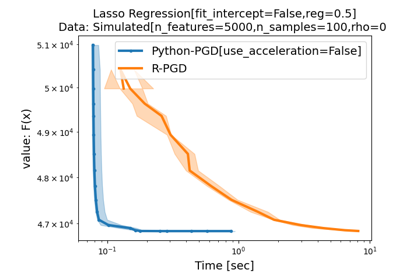 Lasso Regression[fit_intercept=False,reg=0.5]
Data: Simulated[n_features=5000,n_samples=100,rho=0
Python-PGD[use_acceleration=False]
R-PGD
value: F(x)
5.1 × 10⁴
5 × 10⁴
4.9 × 10⁴
4.8 × 10⁴
4.7 × 10⁴
10⁻¹
10⁰
10¹
Time [sec]